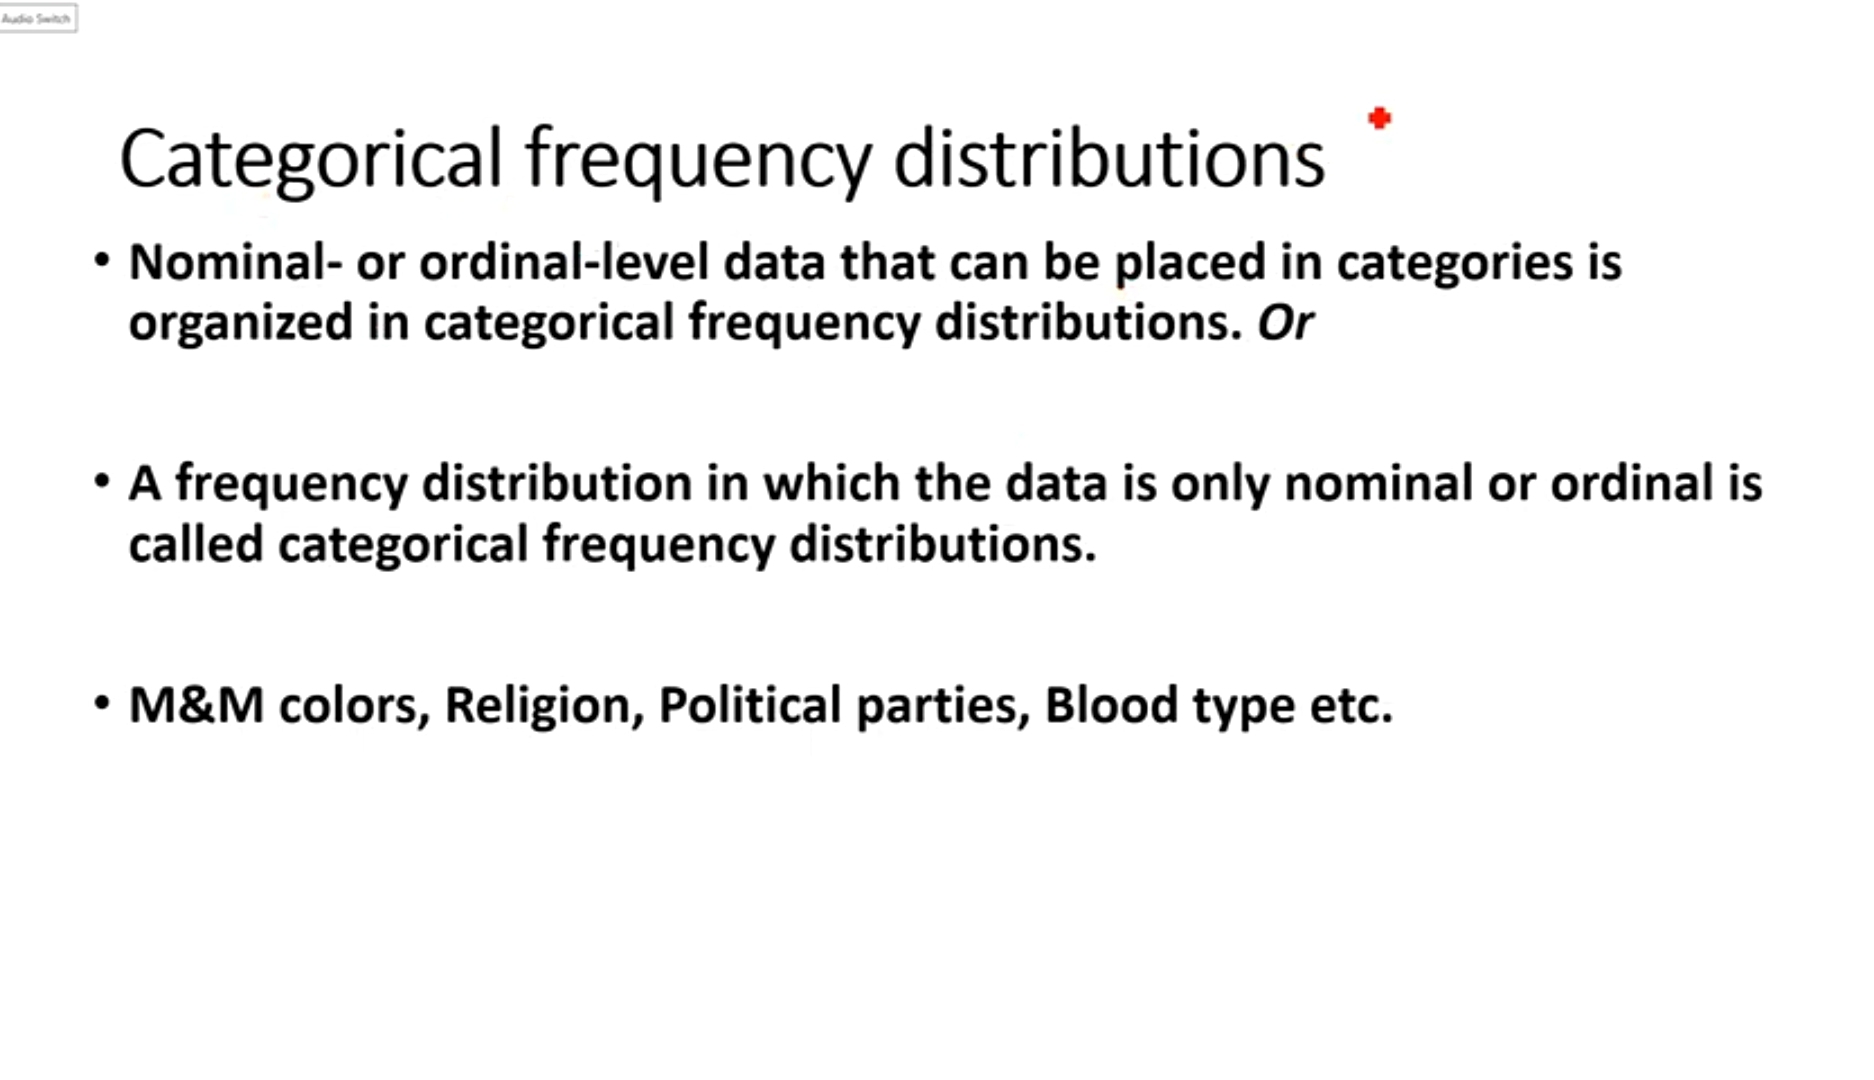 Audio Switch
Categorical frequency distributions
• Nominal- or ordinal-level data that can be placed in categories is
organized in categorical frequency distributions. Or
• A frequency distribution in which the data is only nominal or ordinal is
called categorical frequency distributions.
• M&M colors, Religion, Political parties, Blood type etc.